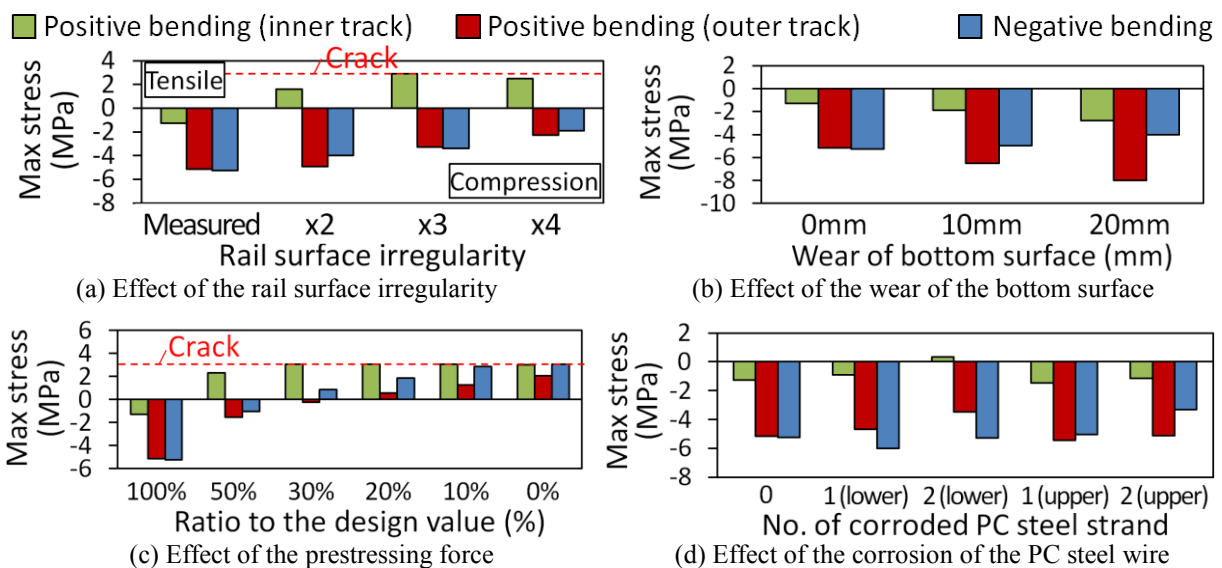 Positive bending (inner track) Positive bending (outer track) Negative bending
Max stress
(MPa)
4
2
0
-2
-4
-6
-8
Tensile
Crack
Compression
Measured x2 x3 x4
Rail surface irregularity
(a) Effect of the rail surface irregularity
Max stress
(MPa)
2
0
-2
-4
-6
-8
-10
0mm 10mm 20mm
Wear of bottom surface (mm)
(b) Effect of the wear of the bottom surface
Max stress
(MPa)
6
4
2
0
-2
-4
-6
Crack
100% 50% 30% 20% 10% 0%
Ratio to the design value (%)
(c) Effect of the prestressing force
Max stress
(MPa)
2
0
-2
-4
-6
-8
0 1 (lower) 2 (lower) 1 (upper) 2 (upper)
No. of corroded PC steel strand
(d) Effect of the corrosion of the PC steel wire